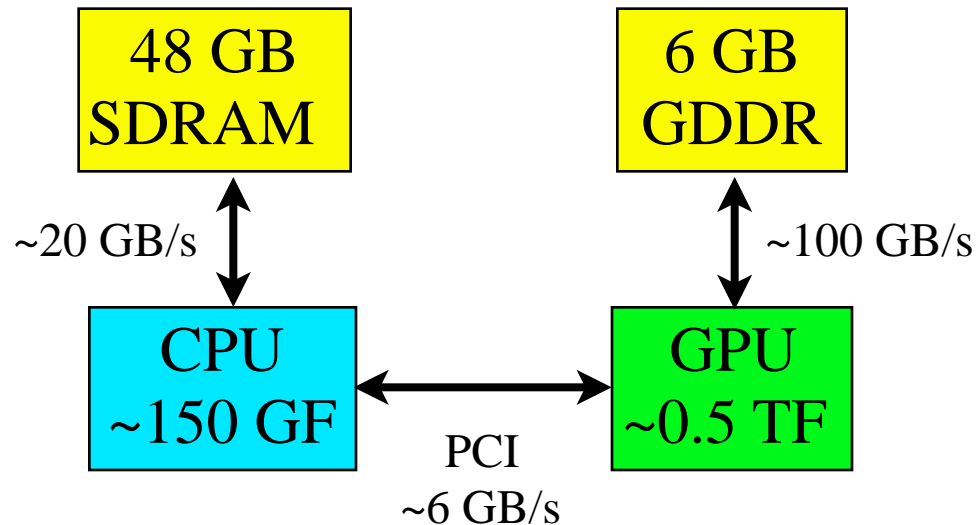 48 GB
SDRAM
6 GB
GDDR
~20 GB/s
~100 GB/s
CPU
~150 GF
GPU
~0.5 TF
PCI
~6 GB/s